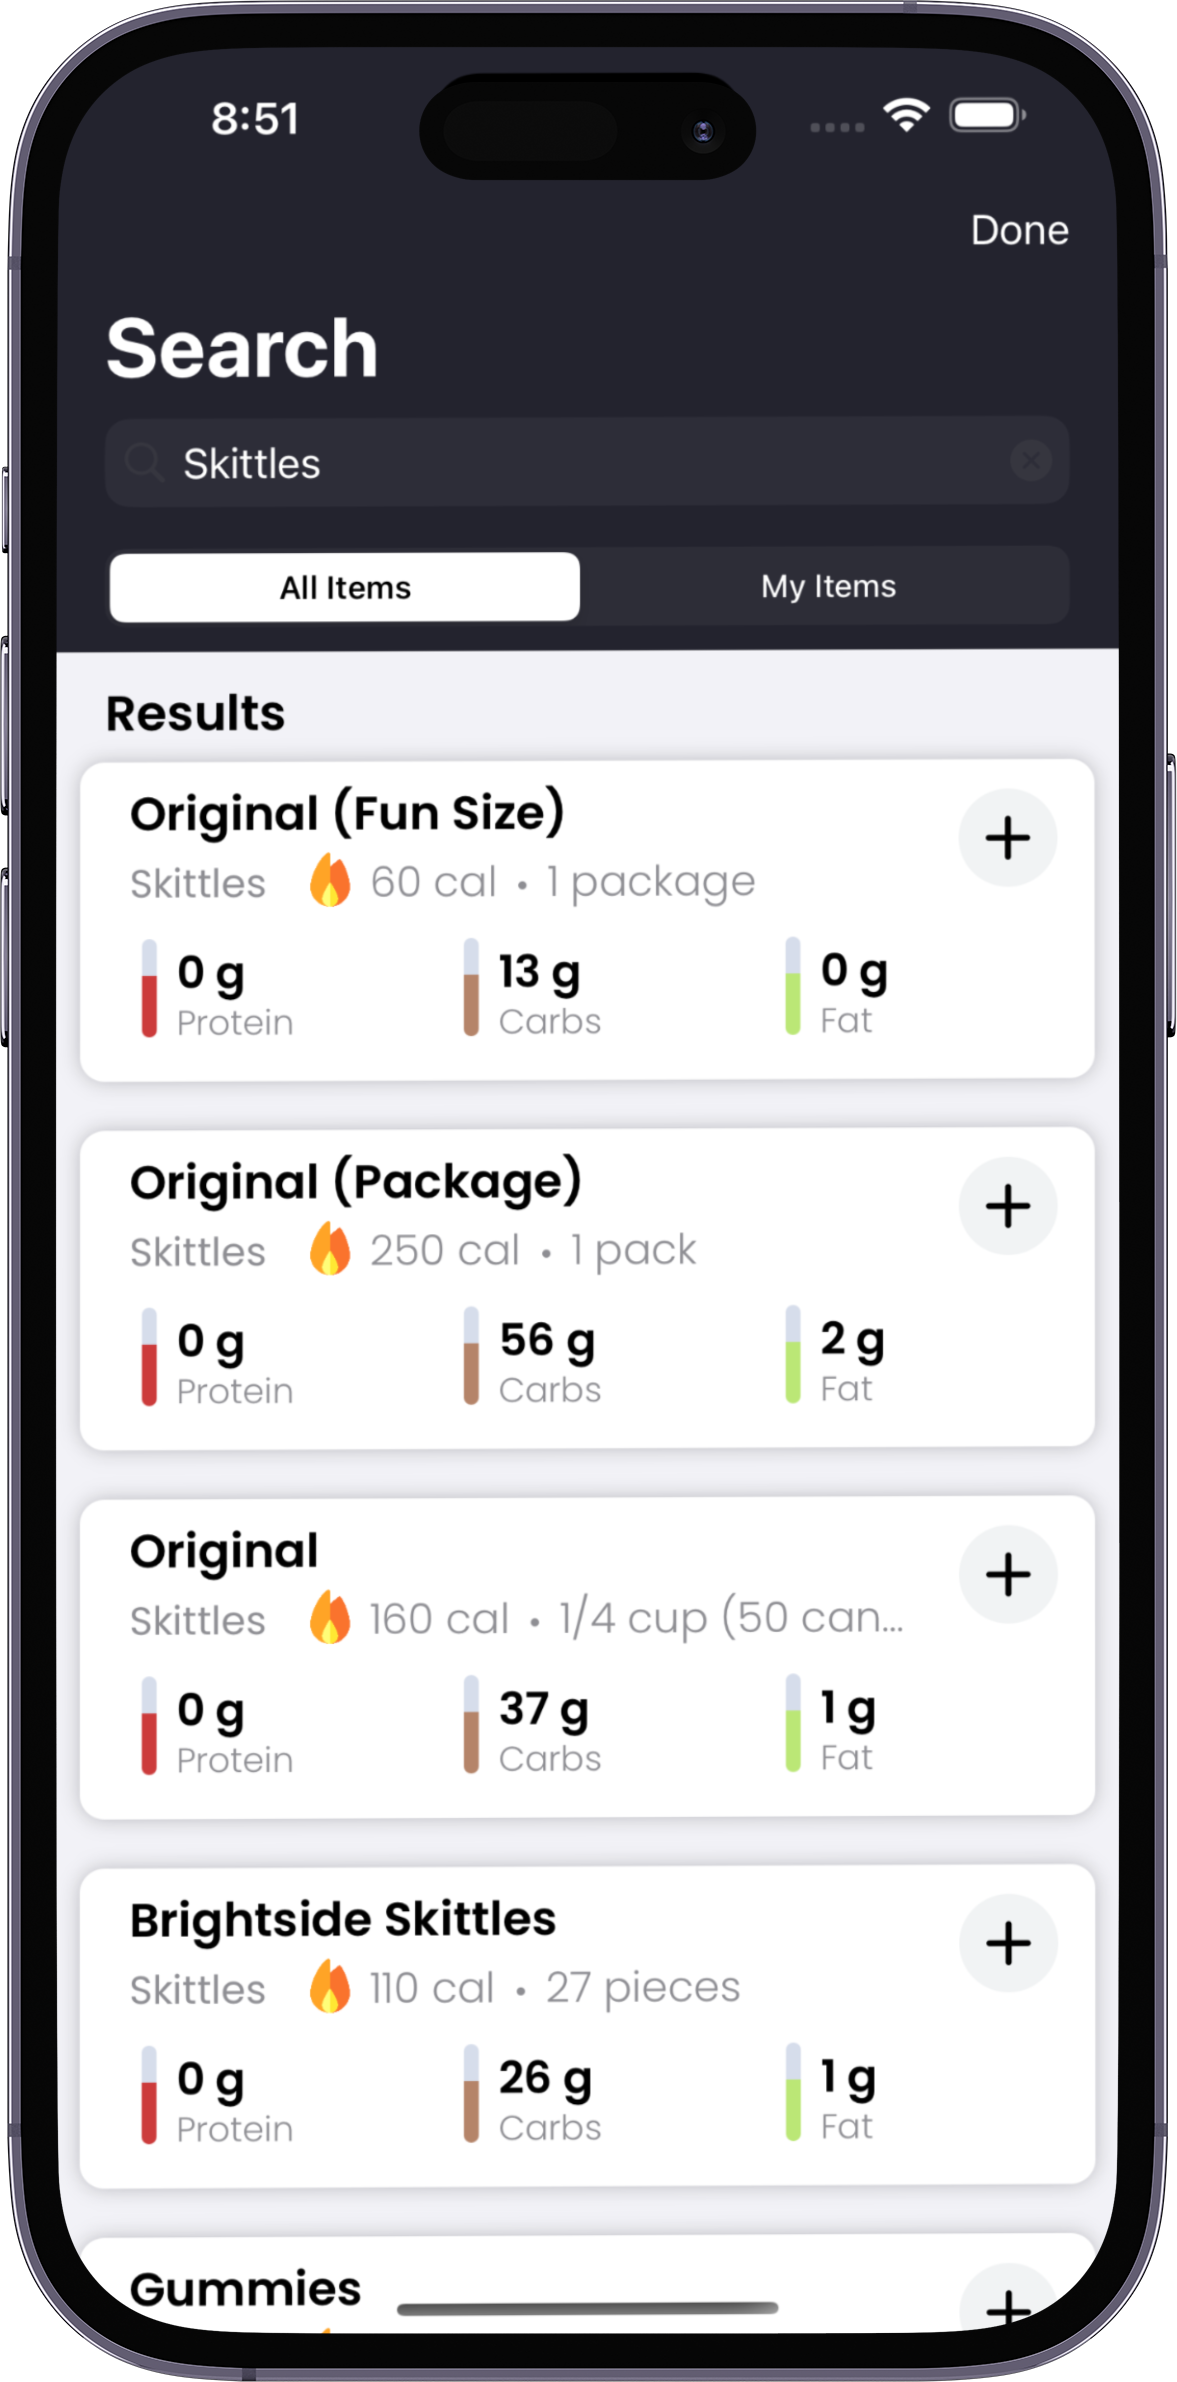 8:51
Done
Search
Skittles
All Items
My Items
Results
Original (Fun Size)
Skittles 60 cal • 1 package
0 g 13 g 0 g
Protein Carbs Fat
Original (Package)
Skittles 250 cal • 1 pack
0 g 56 g 2 g
Protein Carbs Fat
Original
Skittles 160 cal • 1/4 cup (50 can...
0 g 37 g 1 g
Protein Carbs Fat
Brightside Skittles
Skittles 110 cal • 27 pieces
0 g 26 g 1 g
Protein Carbs Fat
Gummies